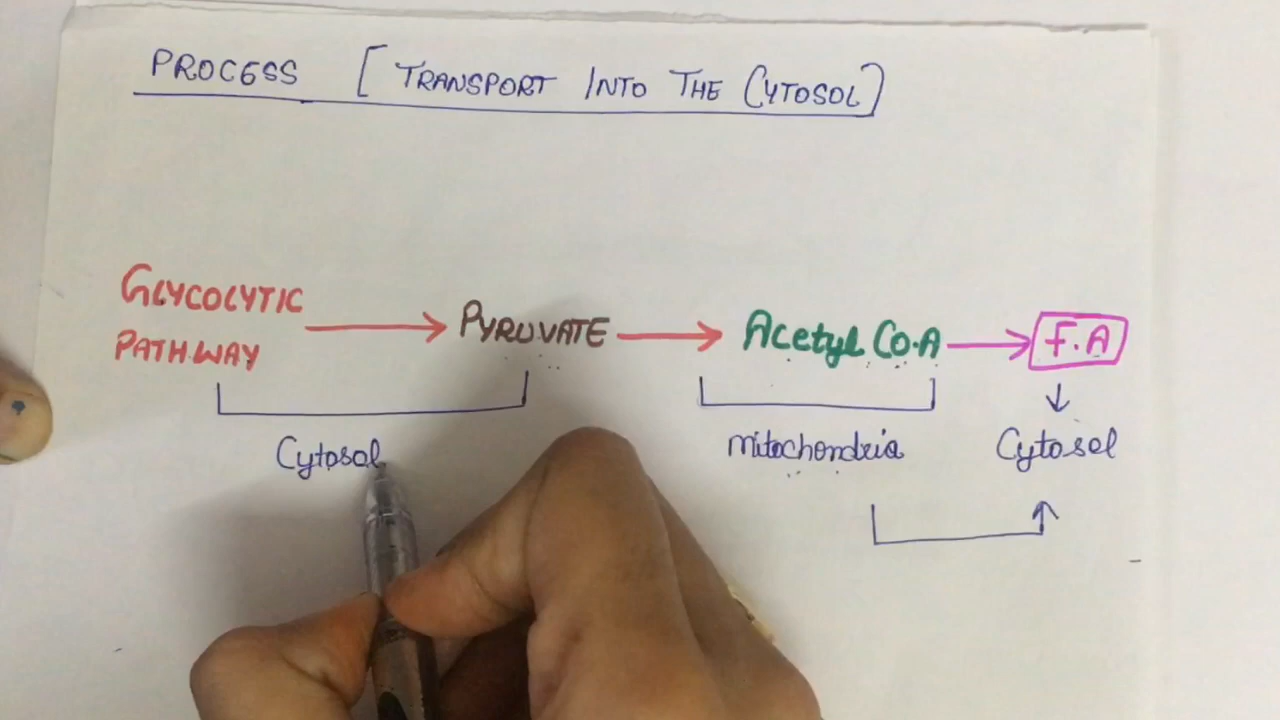 PROCESS [TRANSPORT INTO THE CYTOSOL]
GLYCOLYTIC PATHWAY → PYRUVATE → Acetyl Co.A → F.A
Cytosol mitochondria Cytosol